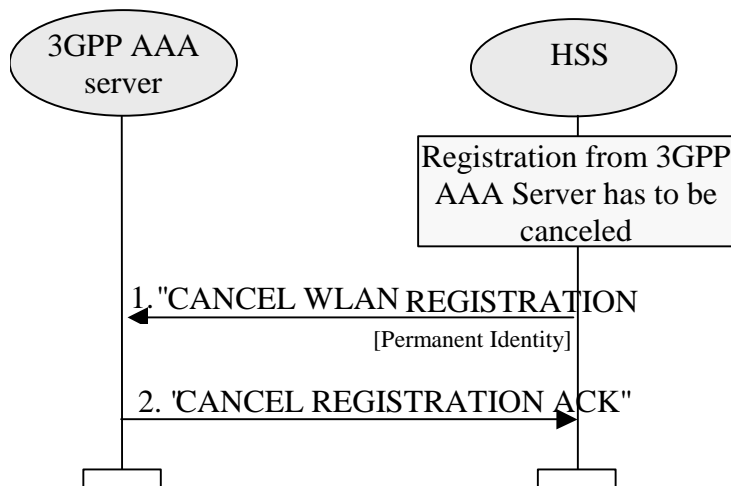 3GPP AAA
server
HSS
Registration from 3GPP
AAA Server has to be
canceled
1. "CANCEL WLAN REGISTRATION
[Permanent Identity]
2. "CANCEL REGISTRATION ACK"